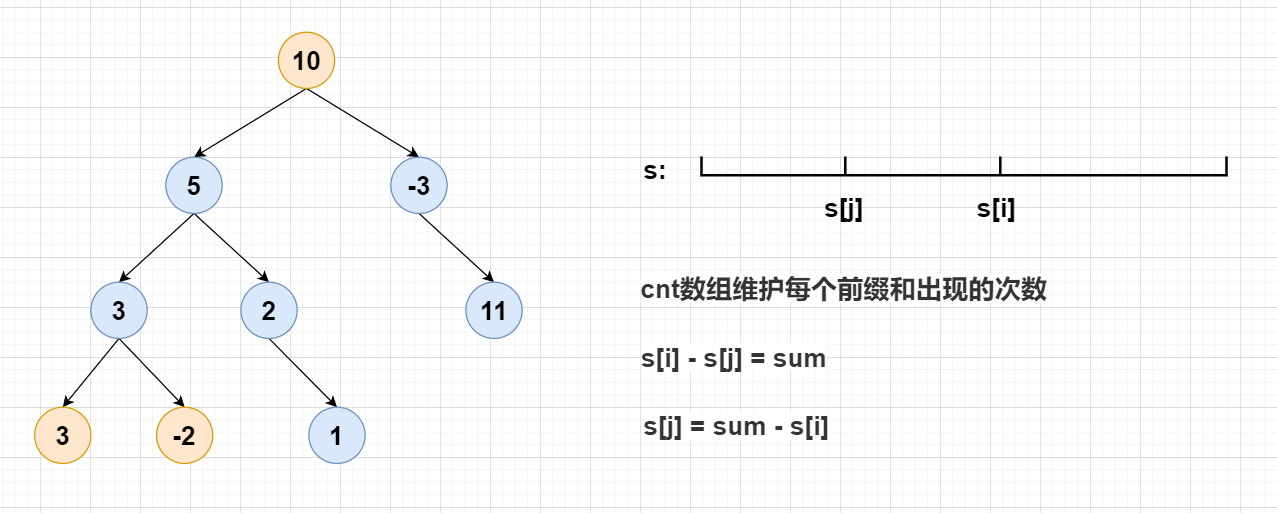 10
5
-3
3
2
11
3
-2
1
s:
s[j]
s[i]
cnt数组维护每个前缀和出现的次数
s[i] - s[j] = sum
s[j] = sum - s[i]